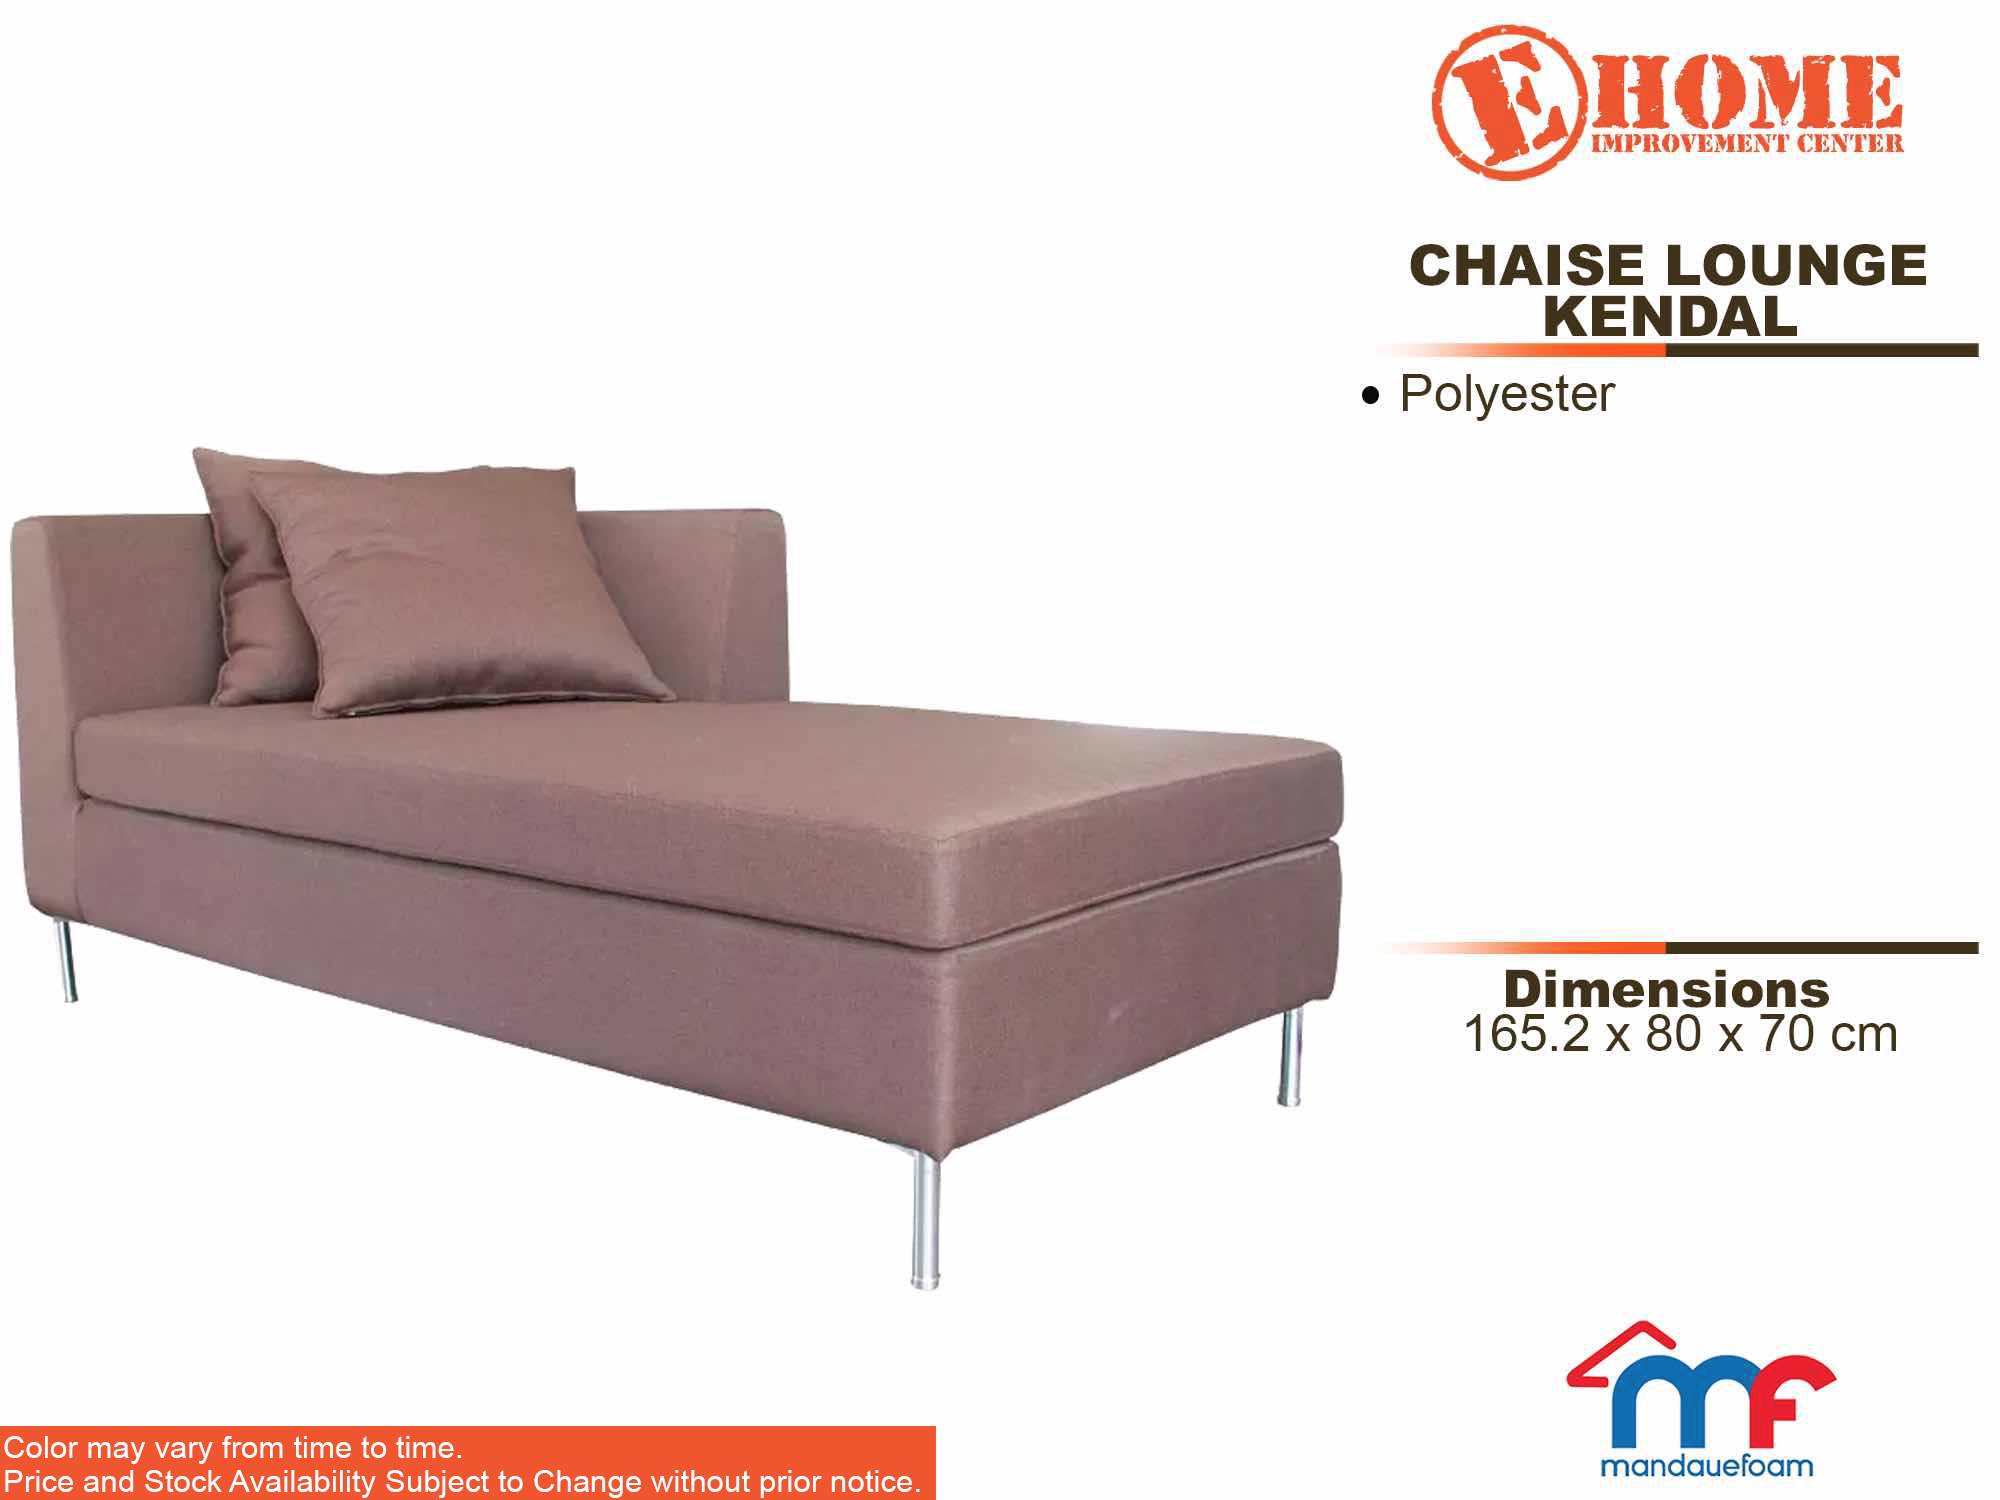 E HOME
IMPROVEMENT CENTER
CHAISE LOUNGE
KENDAL
• Polyester
Dimensions
165.2 x 80 x 70 cm
mf
mandauefoam
Color may vary from time to time.
Price and Stock Availability Subject to Change without prior notice.